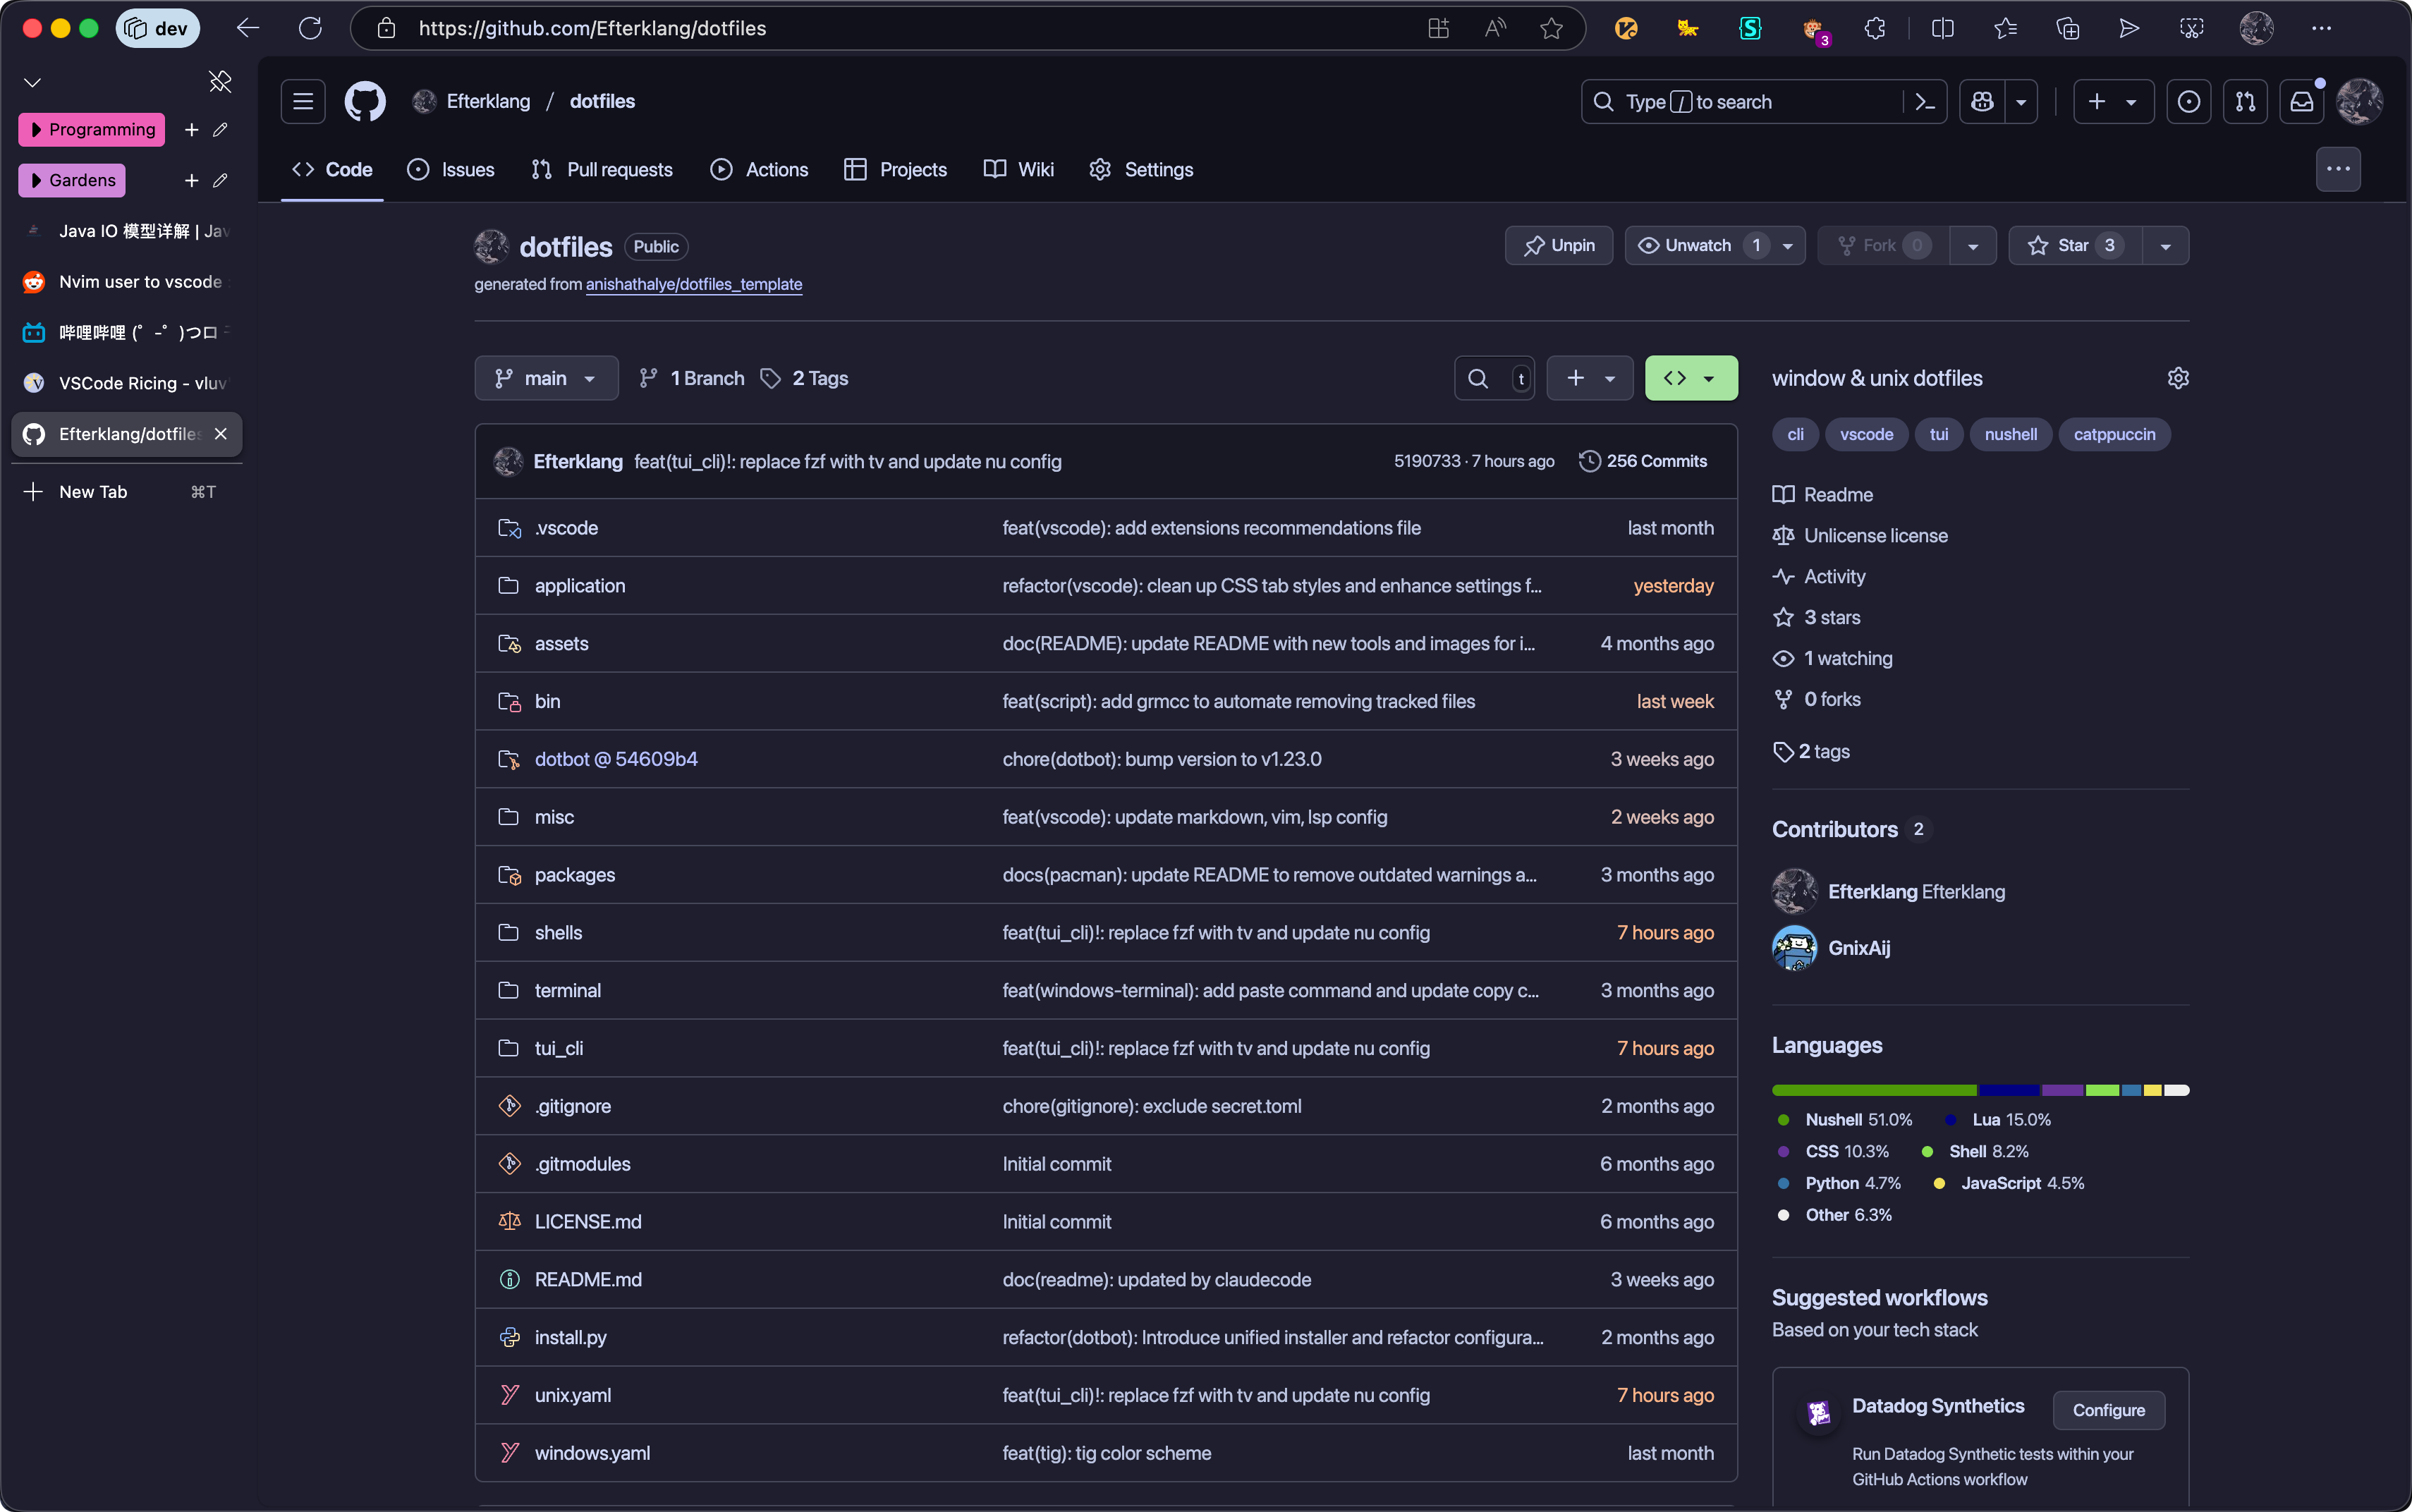 dev
https://github.com/Efterklang/dotfiles
3
Programming
Gardens
Java IO 模型详解 | Jav
Nvim user to vscode
哔哩哔哩 (゜-゜)つロ
VSCode Ricing - vluv
Efterklang/dotfiles
New Tab ⌘T
Efterklang / dotfiles
Type / to search
Code Issues Pull requests Actions Projects Wiki Settings
dotfiles Public
generated from anishathalye/dotfiles_template
Unpin Unwatch 1 Fork 0 Star 3
main 1 Branch 2 Tags
t
Efterklang feat(tui_cli)!: replace fzf with tv and update nu config 5190733 · 7 hours ago 256 Commits
.vscode feat(vscode): add extensions recommendations file last month
application refactor(vscode): clean up CSS tab styles and enhance settings f... yesterday
assets doc(README): update README with new tools and images for i... 4 months ago
bin feat(script): add grmcc to automate removing tracked files last week
dotbot @ 54609b4 chore(dotbot): bump version to v1.23.0 3 weeks ago
misc feat(vscode): update markdown, vim, lsp config 2 weeks ago
packages docs(pacman): update README to remove outdated warnings a... 3 months ago
shells feat(tui_cli)!: replace fzf with tv and update nu config 7 hours ago
terminal feat(windows-terminal): add paste command and update copy c... 3 months ago
tui_cli feat(tui_cli)!: replace fzf with tv and update nu config 7 hours ago
.gitignore chore(gitignore): exclude secret.toml 2 months ago
.gitmodules Initial commit 6 months ago
LICENSE.md Initial commit 6 months ago
README.md doc(readme): updated by claudecode 3 weeks ago
install.py refactor(dotbot): Introduce unified installer and refactor configura... 2 months ago
unix.yaml feat(tui_cli)!: replace fzf with tv and update nu config 7 hours ago
windows.yaml feat(tig): tig color scheme last month
window & unix dotfiles
cli vscode tui nushell catppuccin
Readme
Unlicense license
Activity
3 stars
1 watching
0 forks
2 tags
Contributors 2
Efterklang Efterklang
GnixAij
Languages
Nushell 51.0% Lua 15.0%
CSS 10.3% Shell 8.2%
Python 4.7% JavaScript 4.5%
Other 6.3%
Suggested workflows
Based on your tech stack
Datadog Synthetics Configure
Run Datadog Synthetic tests within your
GitHub Actions workflow